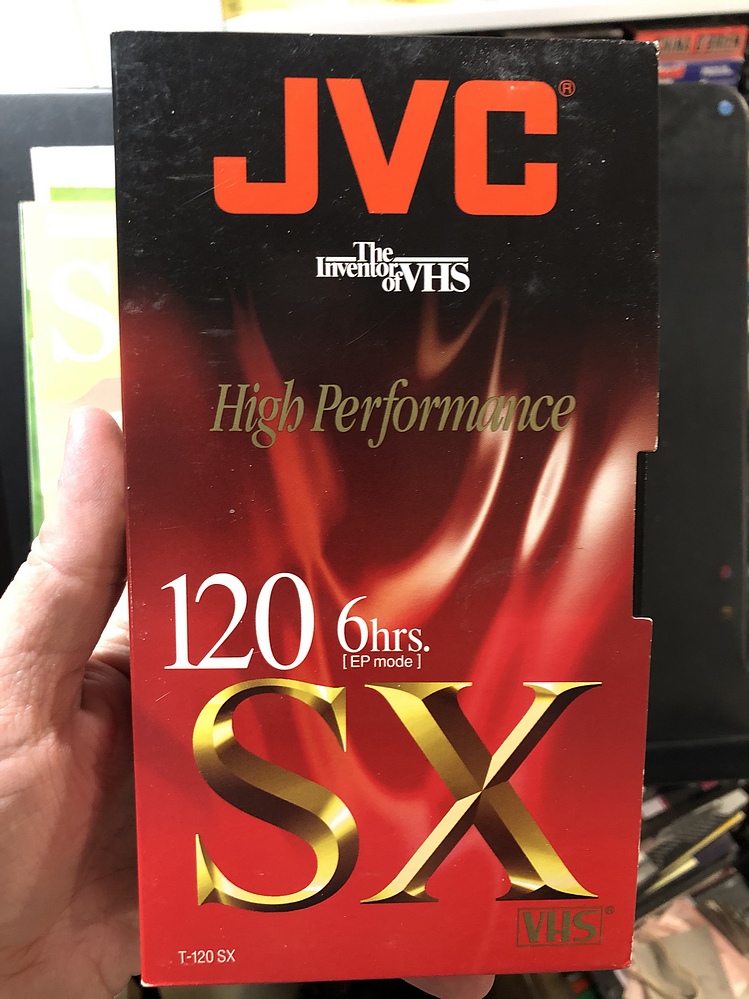 JVC®
The
Inventor
of VHS
High Performance
120 6hrs.
[ EP mode ]
SX
VHS®
T-120 SX
S